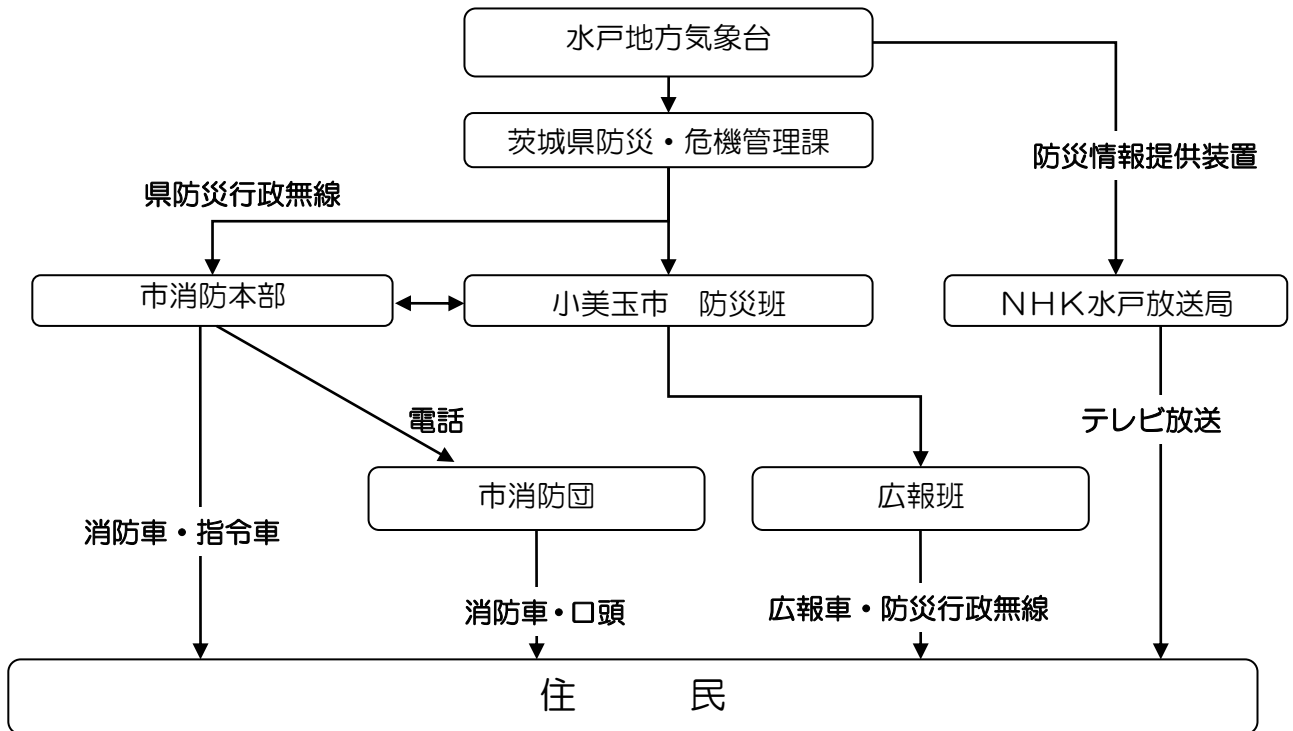 水戸地方気象台
茨城県防災・危機管理課
防災情報提供装置
県防災行政無線
市消防本部
小美玉市　防災班
ＮＨＫ水戸放送局
電話
テレビ放送
市消防団
広報班
消防車・指令車
消防車・口頭
広報車・防災行政無線
住　　　民